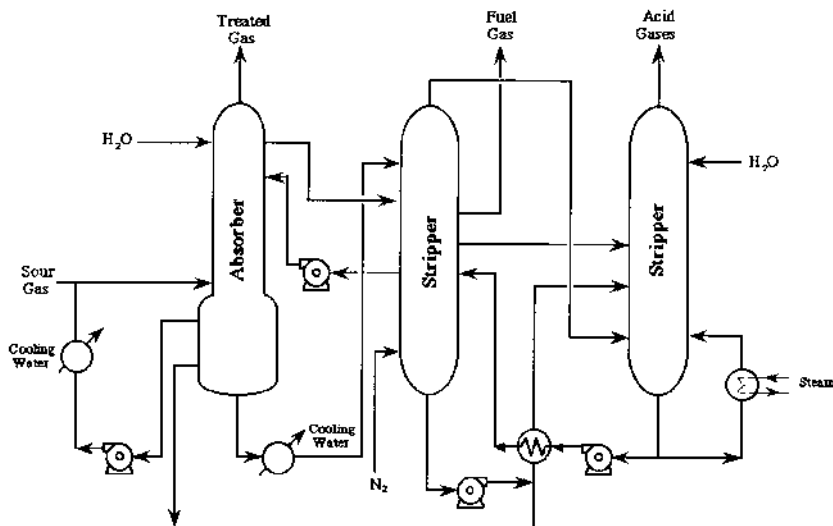 Treated
Gas
Fuel
Gas
Acid
Gases
H₂O
H₂O
Absorber
Stripper
Stripper
Sour
Gas
Cooling
Water
Cooling
Water
Steam
N₂